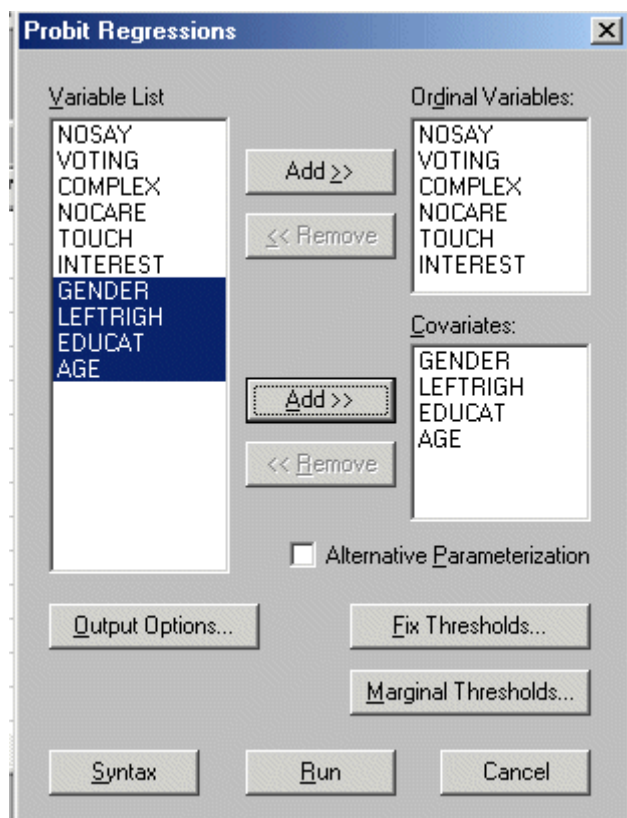 Probit Regressions
Variable List
NOSAY
VOTING
COMPLEX
NOCARE
TOUCH
INTEREST
GENDER
LEFTRIGH
EDUCAT
AGE
Add >>
<< Remove
Ordinal Variables:
NOSAY
VOTING
COMPLEX
NOCARE
TOUCH
INTEREST
Add >>
<< Remove
Covariates:
GENDER
LEFTRIGH
EDUCAT
AGE
Alternative Parameterization
Output Options...
Fix Thresholds...
Marginal Thresholds...
Syntax
Run
Cancel